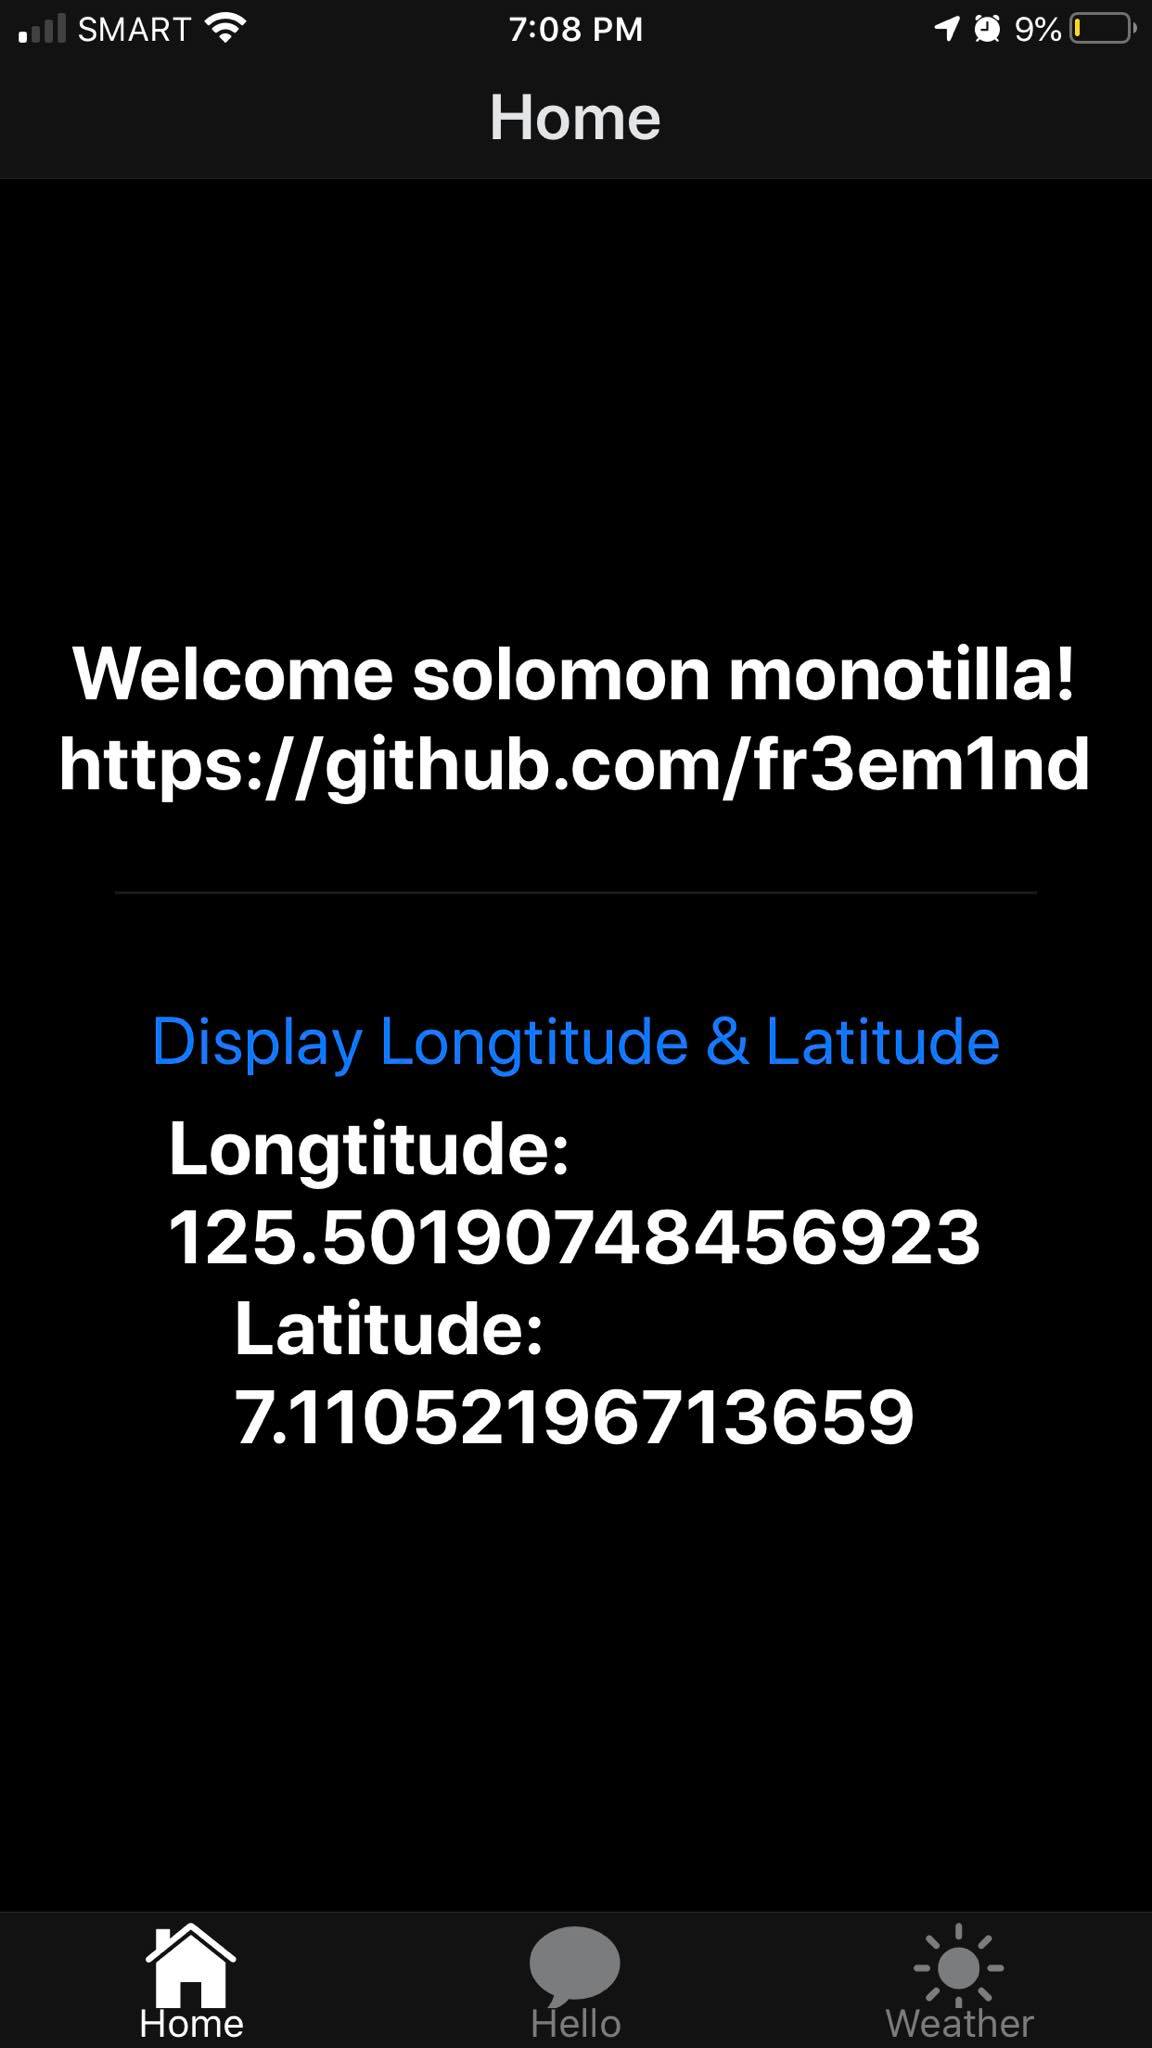 SMART 7:08 PM 9%
Home
Welcome solomon monotilla!
https://github.com/fr3em1nd
Display Longtitude & Latitude
Longtitude:
125.50190748456923
Latitude:
7.11052196713659
Home Hello Weather